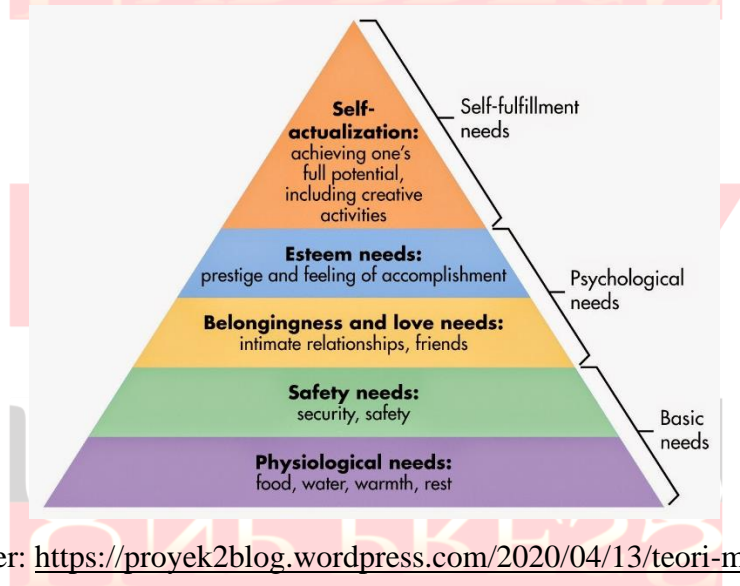 Self-
actualization:
achieving one's
full potential,
including creative
activities
Self-fulfillment
needs
Esteem needs:
prestige and feeling of accomplishment
Psychological
needs
Belongingness and love needs:
intimate relationships, friends
Safety needs:
security, safety
Basic
needs
Physiological needs:
food, water, warmth, rest
er: https://proyek2blog.wordpress.com/2020/04/13/teori-m